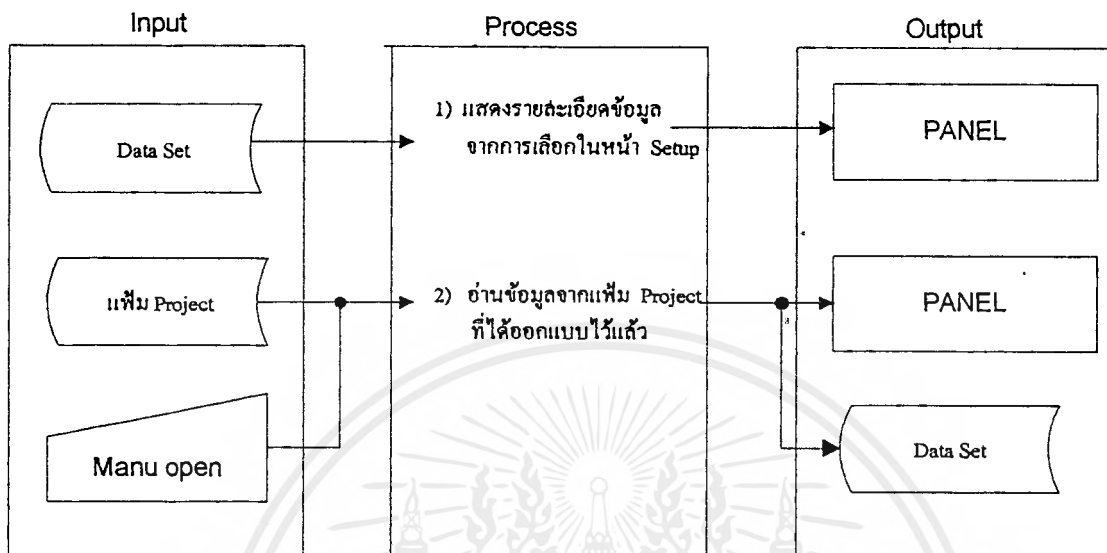 Input
Process
Output
Data Set
1) แสดงรายละเอียดข้อมูล
จากการเลือกในหน้า Setup
PANEL
แฟ้ม Project
2) อ่านข้อมูลจากแฟ้ม Project
ที่ได้ออกแบบไว้แล้ว
PANEL
Manu open
Data Set